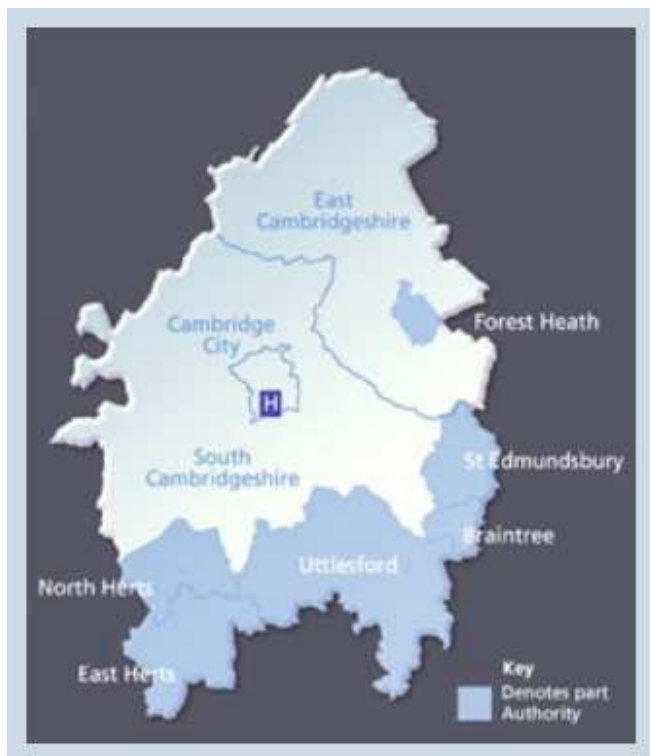 East
Cambridgeshire
Forest Heath
Cambridge
City
H
South
Cambridgeshire
St Edmundsbury
Braintree
Uttlesford
North Herts
East Herts
Key
Denotes part
Authority